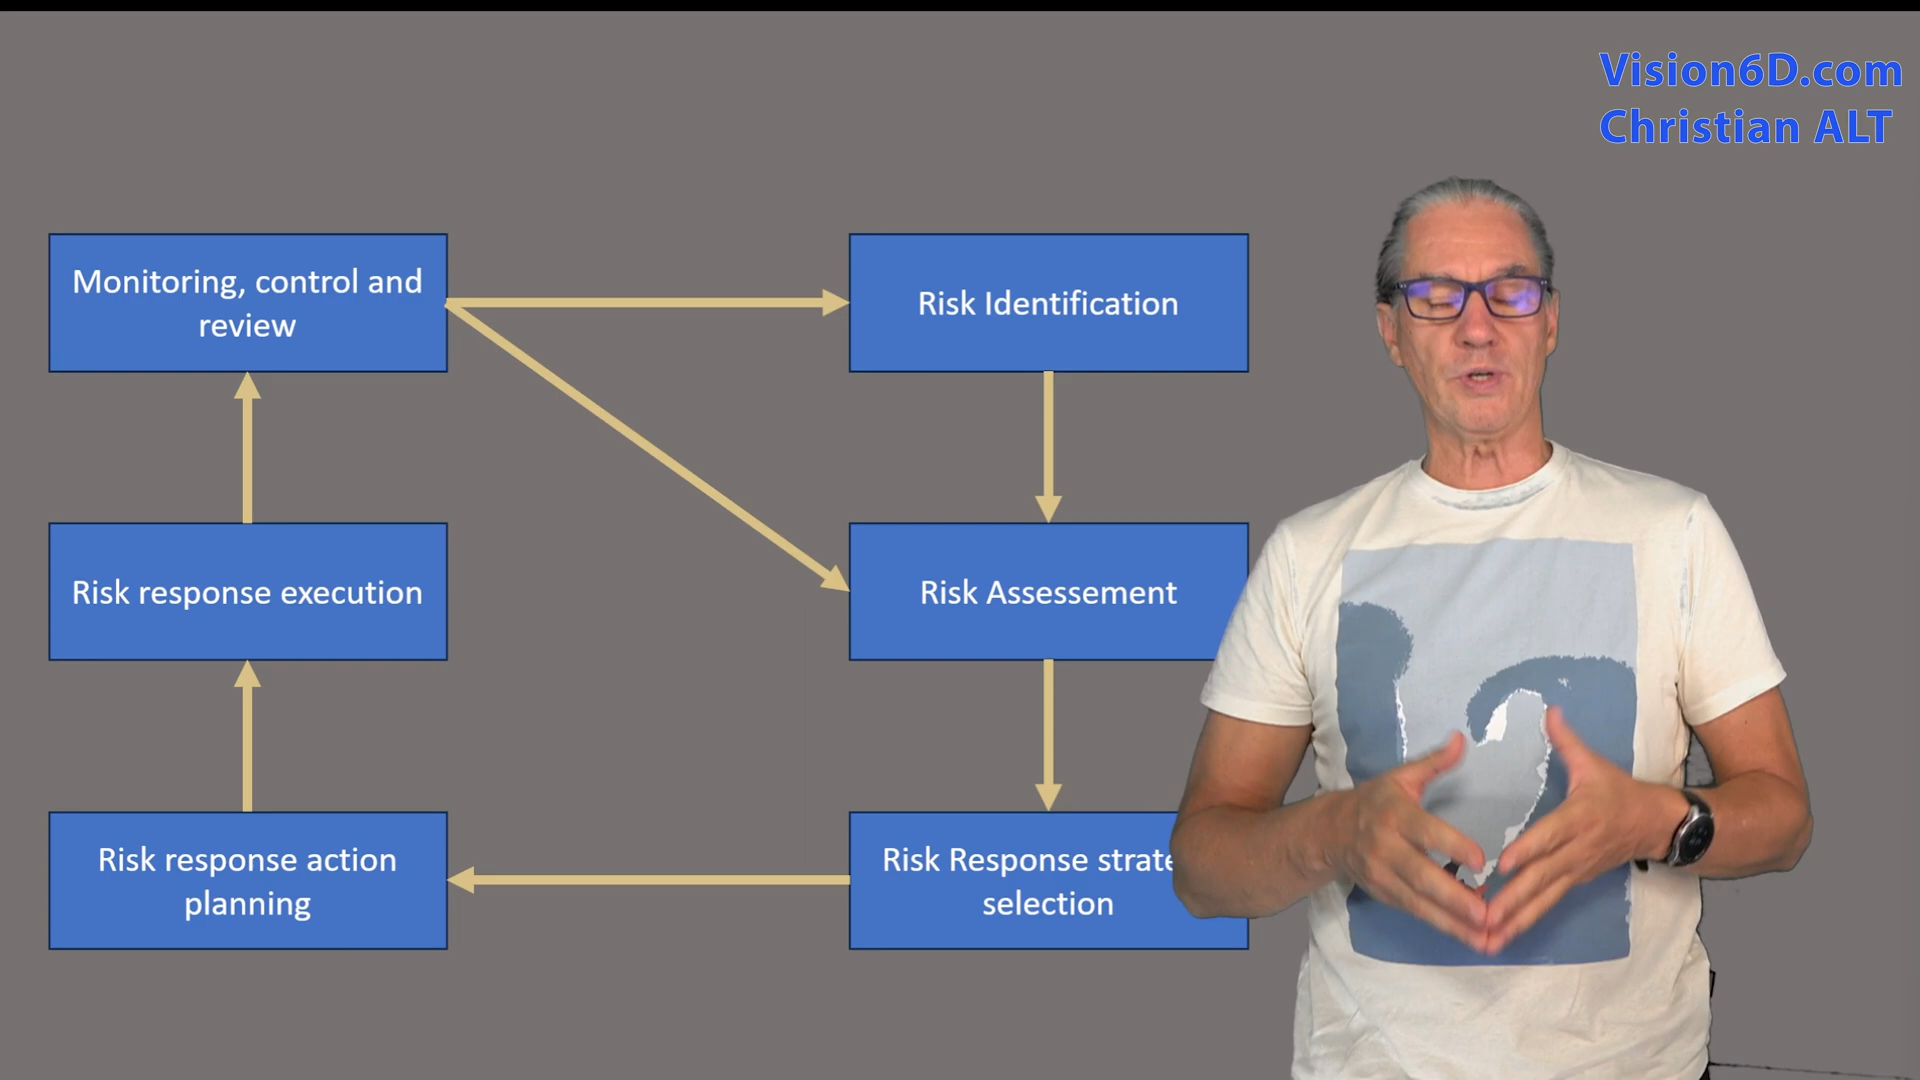 Vision6D.com
Christian ALT
Monitoring, control and
review
Risk Identification
Risk response execution
Risk Assessement
Risk response action
planning
Risk Response
selection